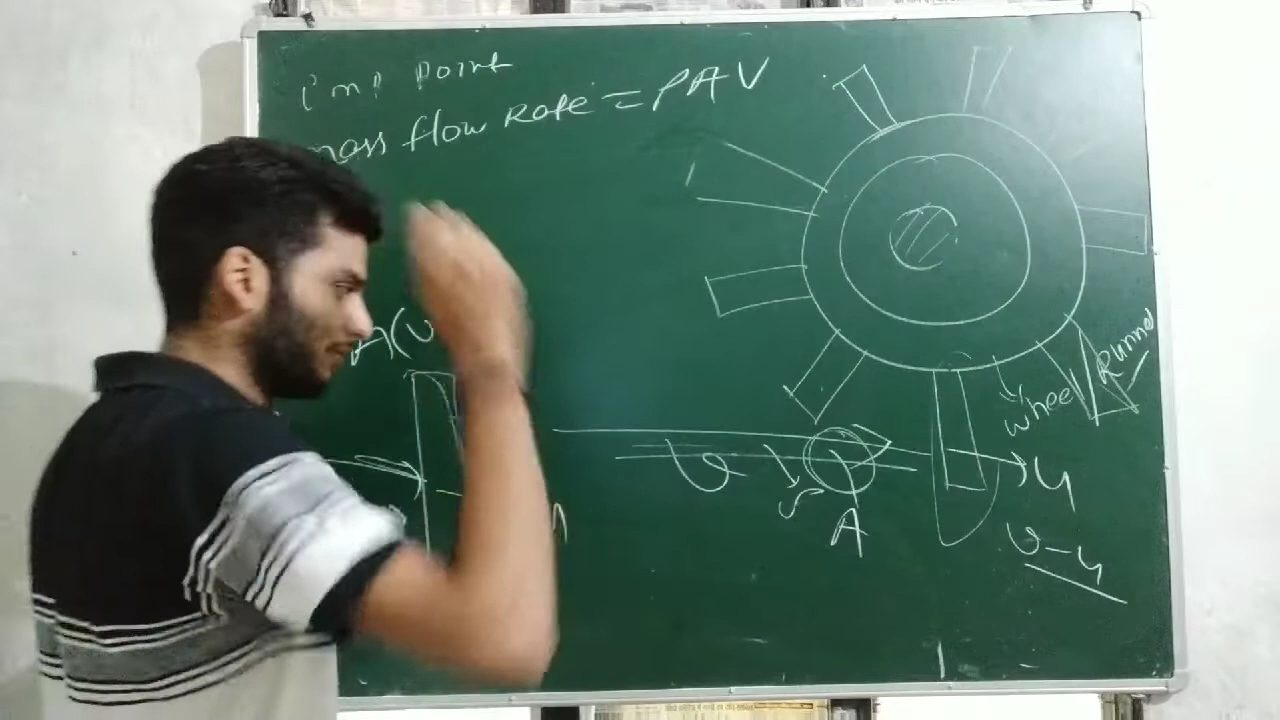 imp Point
mass flow Rate = ρAV
A(v
Runner
wheel
v
v
A
u
v-u